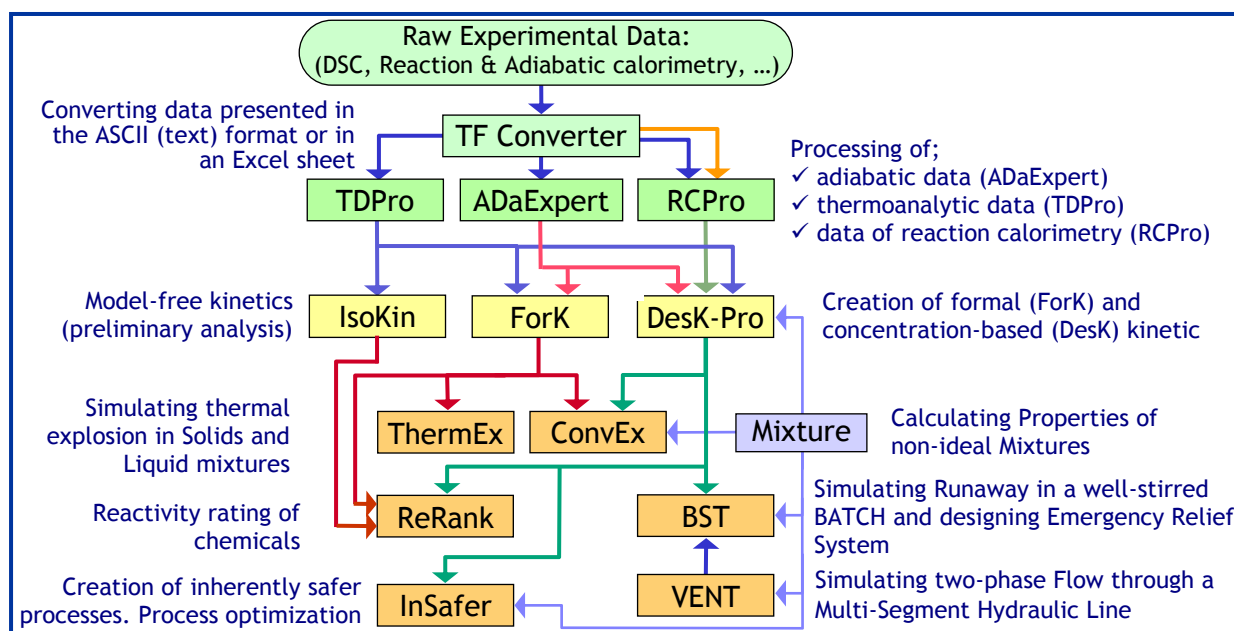 Raw Experimental Data:
(DSC, Reaction & Adiabatic calorimetry, …)
Converting data presented in
the ASCII (text) format or in
an Excel sheet
TF Converter
Processing of;
✓ adiabatic data (ADaExpert)
✓ thermoanalytic data (TDPro)
✓ data of reaction calorimetry (RCPro)
TDPro
ADaExpert
RCPro
Model-free kinetics
(preliminary analysis)
IsoKin
ForK
DesK-Pro
Creation of formal (ForK) and
concentration-based (DesK) kinetic
Simulating thermal
explosion in Solids and
Liquid mixtures
ThermEx
ConvEx
Mixture
Calculating Properties of
non-ideal Mixtures
Reactivity rating of
chemicals
ReRank
BST
Simulating Runaway in a well-stirred
BATCH and designing Emergency Relief
System
Creation of inherently safer
processes. Process optimization
InSafer
VENT
Simulating two-phase Flow through a
Multi-Segment Hydraulic Line